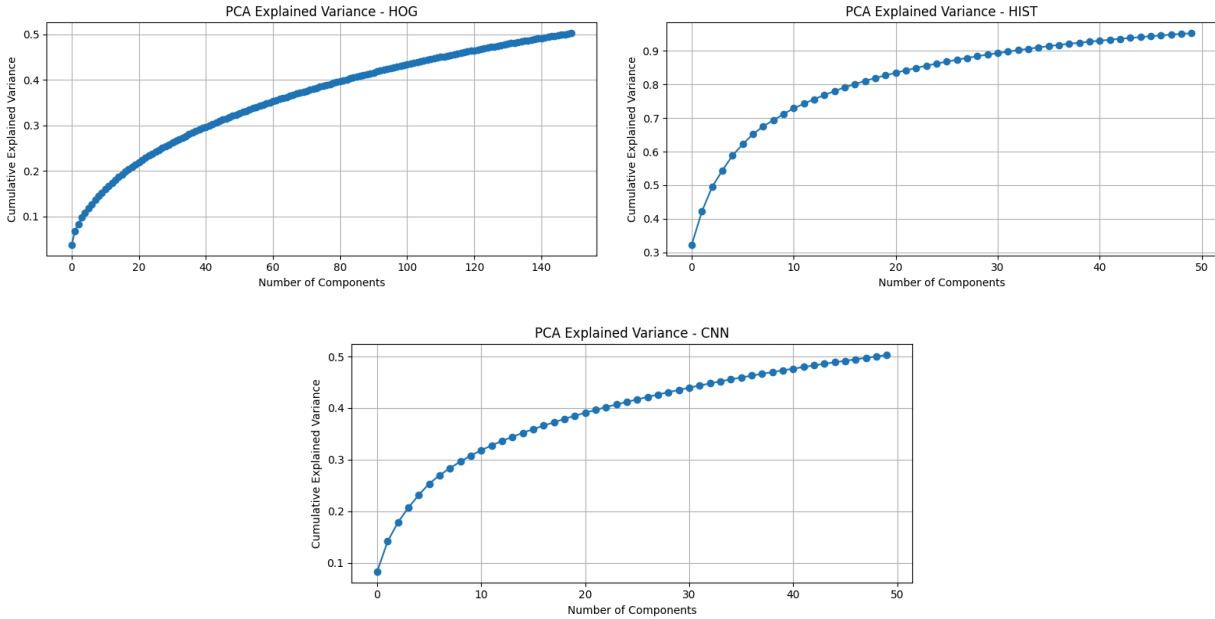 PCA Explained Variance - HOG
Cumulative Explained Variance
0.5
0.4
0.3
0.2
0.1
0 20 40 60 80 100 120 140
Number of Components
PCA Explained Variance - HIST
Cumulative Explained Variance
0.9
0.8
0.7
0.6
0.5
0.4
0.3
0 10 20 30 40 50
Number of Components
PCA Explained Variance - CNN
Cumulative Explained Variance
0.5
0.4
0.3
0.2
0.1
0 10 20 30 40 50
Number of Components